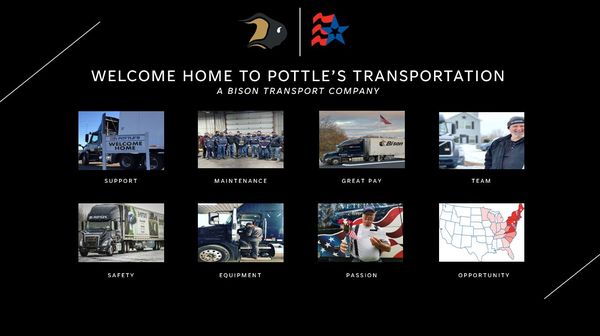 WELCOME HOME TO POTTLE'S TRANSPORTATION
A BISON TRANSPORT COMPANY
POTTLE'S
WELCOME
HOME
Bison
SUPPORT
MAINTENANCE
GREAT PAY
TEAM
SAFETY
EQUIPMENT
PASSION
OPPORTUNITY